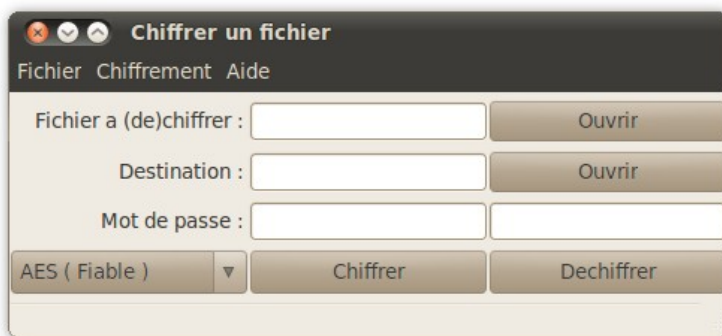 Chiffrer un fichier
Fichier Chiffrement Aide
Fichier a (de)chiffrer : Ouvrir
Destination : Ouvrir
Mot de passe :
AES ( Fiable ) Chiffrer Dechiffrer